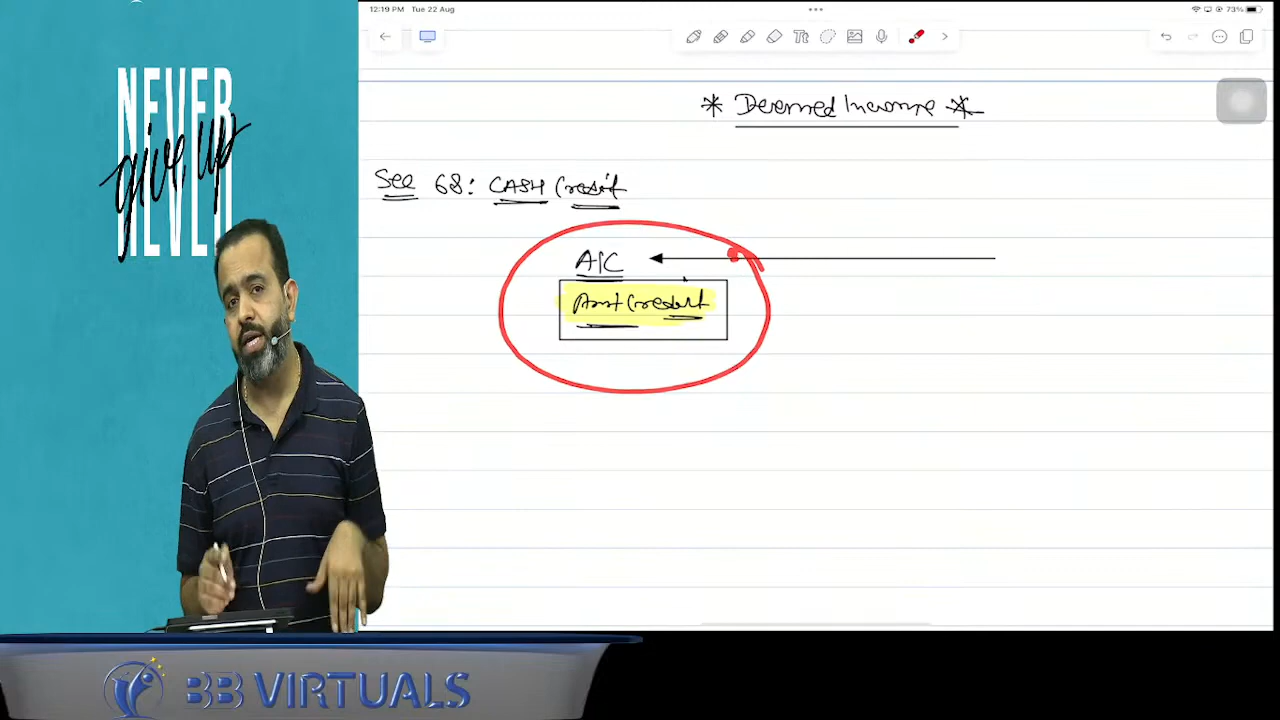 12:19 PM Tue 22 Aug
73%
NEVER
give up
NEVER
* Deemed Income *
Sec 68: CASH Credit
A/C
Amt Credit
BB VIRTUALS